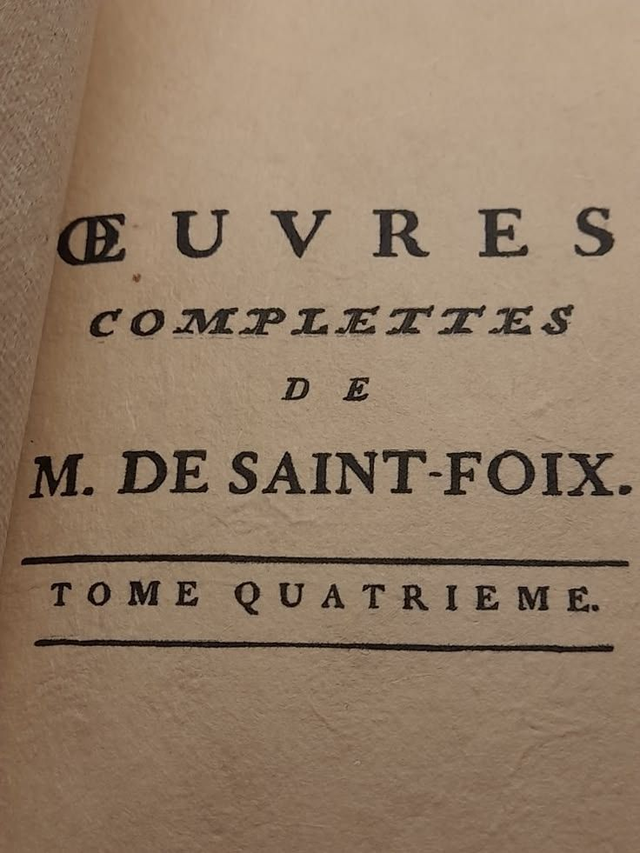 ŒUVRES
COMPLETTES
DE
M. DE SAINT-FOIX.
TOME QUATRIEME.